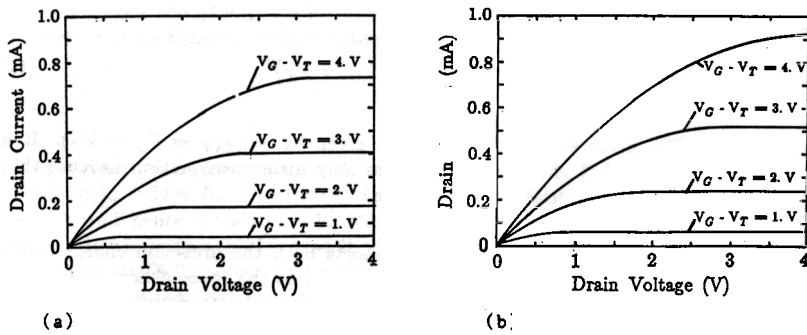 Drain Current (mA)
1.0
0.8
0.6
0.4
0.2
0
V_G - V_T = 4. V
V_G - V_T = 3. V
V_G - V_T = 2. V
V_G - V_T = 1. V
0 1 2 3 4
Drain Voltage (V)
(a)
Drain (mA)
1.0
0.8
0.6
0.4
0.2
0
V_G - V_T = 4. V
V_G - V_T = 3. V
V_G - V_T = 2. V
V_G - V_T = 1. V
0 1 2 3 4
Drain Voltage (V)
(b)